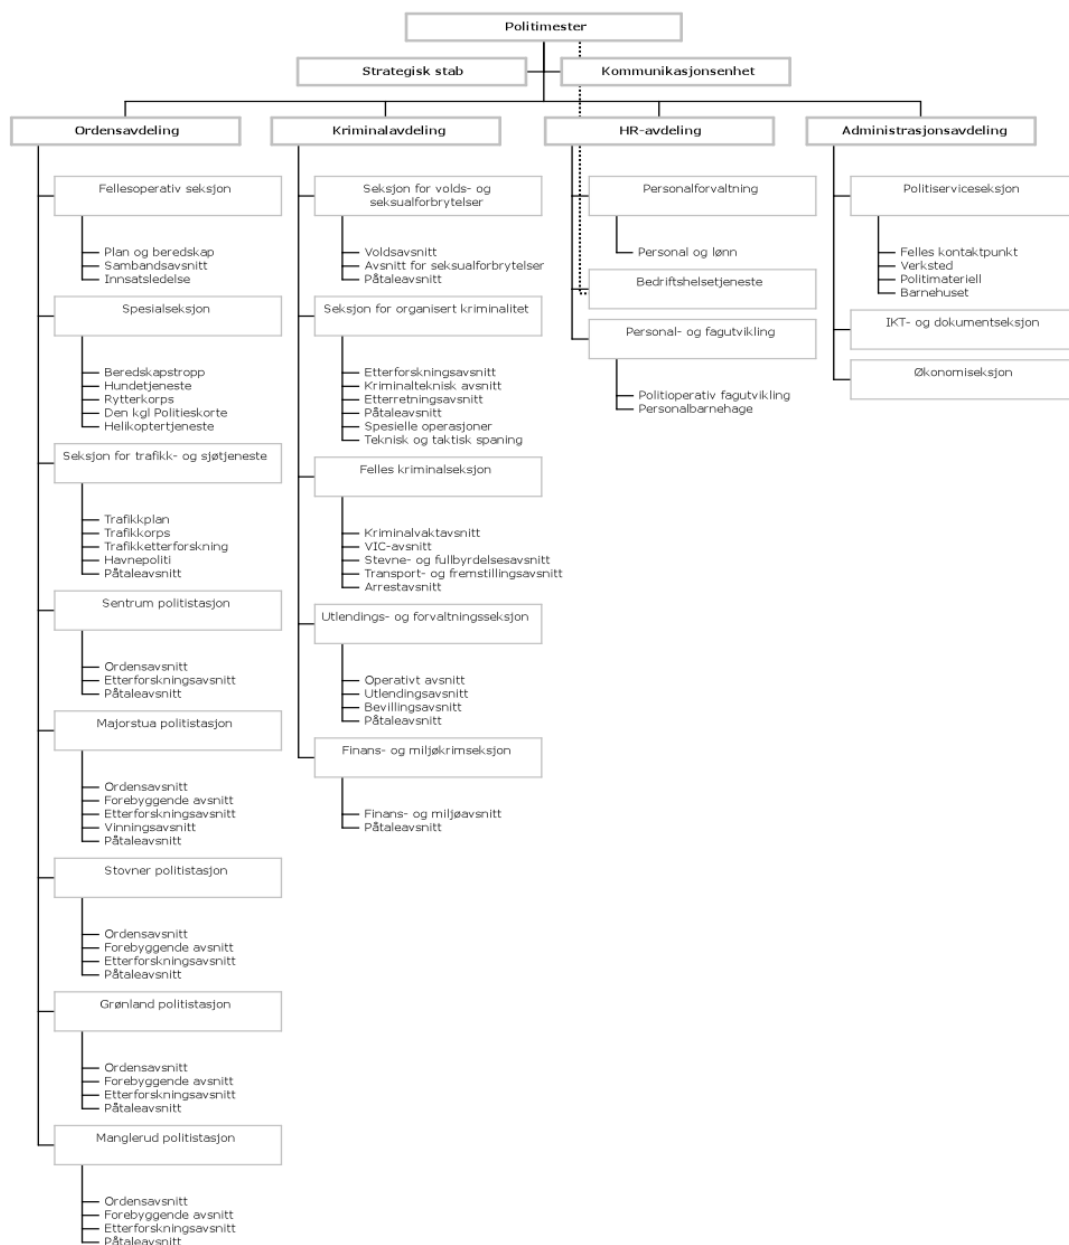 Politimester
Strategisk stab
Kommunikasjonsenhet
Ordensavdeling
Kriminalavdeling
HR-avdeling
Administrasjonsavdeling
Fellesoperativ seksjon
Plan og beredskap
Sambandsavsnitt
Innsatsledelse
Spesialseksjon
Beredskapstropp
Hundetjeneste
Rytterkorps
Den kgl Politieskorte
Helikoptertjeneste
Seksjon for trafikk- og sjøtjeneste
Trafikkplan
Trafikkorps
Trafikketterforskning
Havnepoliti
Påtaleavsnitt
Sentrum politistasjon
Ordensavsnitt
Etterforskningsavsnitt
Påtaleavsnitt
Majorstua politistasjon
Ordensavsnitt
Forebyggende avsnitt
Etterforskningsavsnitt
Vinningsavsnitt
Påtaleavsnitt
Stovner politistasjon
Ordensavsnitt
Forebyggende avsnitt
Etterforskningsavsnitt
Påtaleavsnitt
Grønland politistasjon
Ordensavsnitt
Forebyggende avsnitt
Etterforskningsavsnitt
Påtaleavsnitt
Manglerud politistasjon
Ordensavsnitt
Forebyggende avsnitt
Etterforskningsavsnitt
Påtaleavsnitt
Seksjon for volds- og
seksualforbrytelser
Voldsavsnitt
Avsnitt for seksualforbrytelser
Påtaleavsnitt
Seksjon for organisert kriminalitet
Etterforskningsavsnitt
Kriminalteknisk avsnitt
Etterretningsavsnitt
Påtaleavsnitt
Spesielle operasjoner
Teknisk og taktisk spaning
Felles kriminalseksjon
Kriminalvaktavsnitt
VIC-avsnitt
Stevne- og fullbyrdelsesavsnitt
Transport- og fremstillingsavsnitt
Arrestavsnitt
Utlendings- og forvaltningsseksjon
Operativt avsnitt
Utlendingsavsnitt
Bevillingsavsnitt
Påtaleavsnitt
Finans- og miljøkrimseksjon
Finans- og miljøavsnitt
Påtaleavsnitt
Personalforvaltning
Personal og lønn
Bedriftshelsetjeneste
Personal- og fagutvikling
Politioperativ fagutvikling
Personalbarnehage
Politiserviceseksjon
Felles kontaktpunkt
Verksted
Politimateriell
Barnehuset
IKT- og dokumentseksjon
Økonomiseksjon